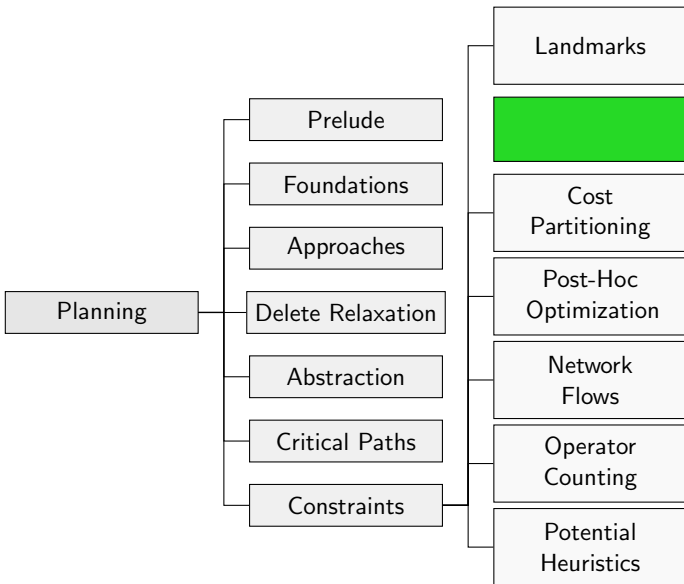 Planning
Prelude
Foundations
Approaches
Delete Relaxation
Abstraction
Critical Paths
Constraints
Landmarks
Cost
Partitioning
Post-Hoc
Optimization
Network
Flows
Operator
Counting
Potential
Heuristics